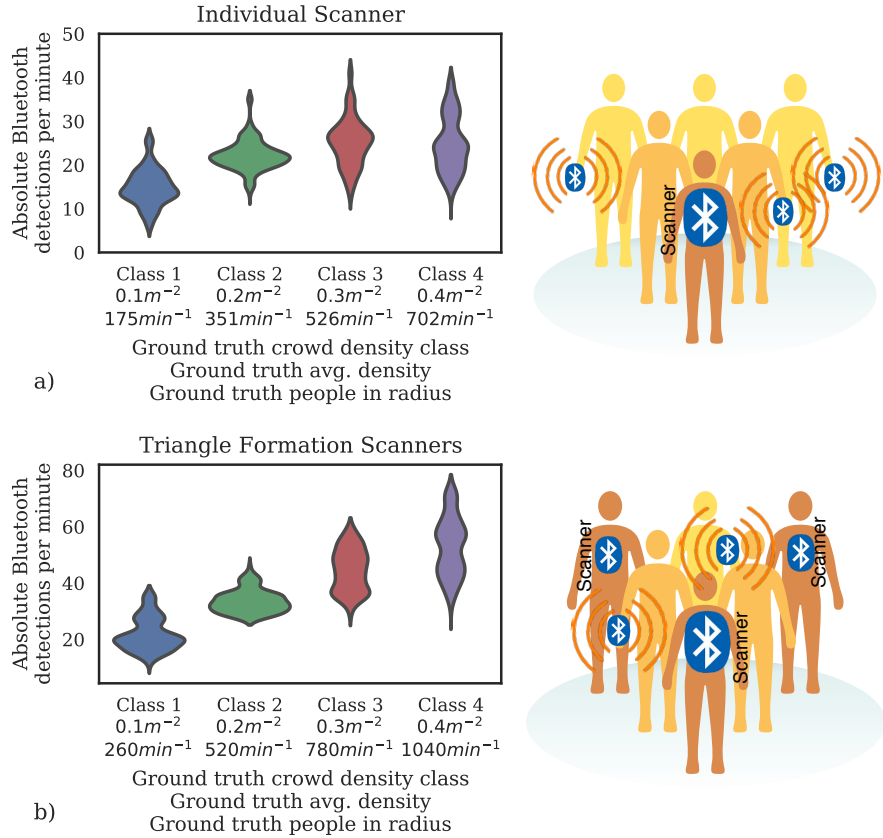 Individual Scanner
Absolute Bluetooth
detections per minute
50
40
30
20
10
0
Class 1 Class 2 Class 3 Class 4
0.1m⁻² 0.2m⁻² 0.3m⁻² 0.4m⁻²
175min⁻¹ 351min⁻¹ 526min⁻¹ 702min⁻¹
Ground truth crowd density class
Ground truth avg. density
Ground truth people in radius
a)
Scanner
Triangle Formation Scanners
Absolute Bluetooth
detections per minute
80
60
40
20
Class 1 Class 2 Class 3 Class 4
0.1m⁻² 0.2m⁻² 0.3m⁻² 0.4m⁻²
260min⁻¹ 520min⁻¹ 780min⁻¹ 1040min⁻¹
Ground truth crowd density class
Ground truth avg. density
Ground truth people in radius
b)
Scanner
Scanner
Scanner